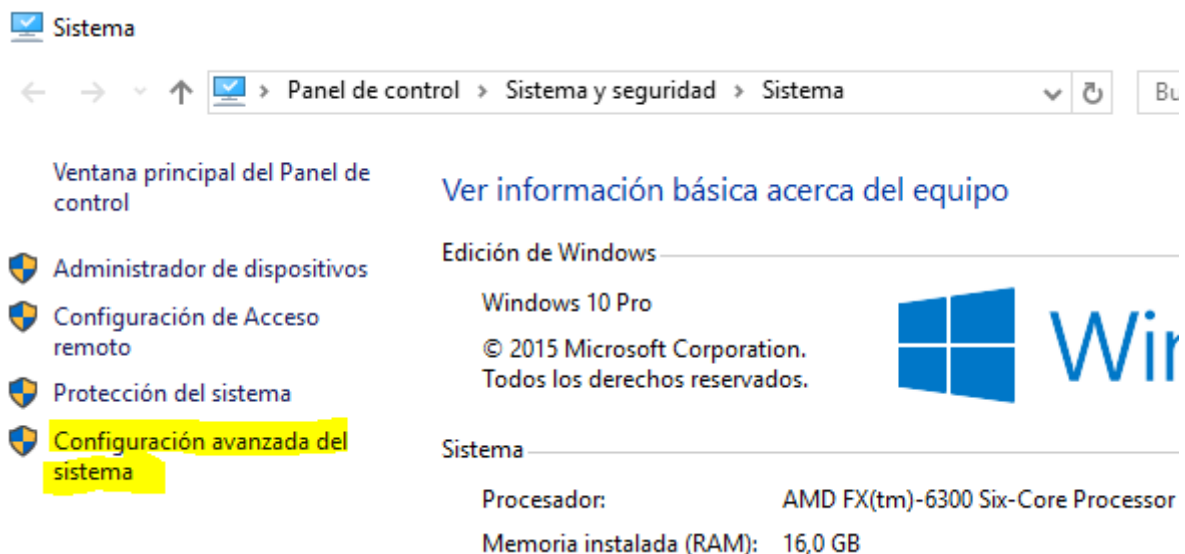 Sistema
Panel de control > Sistema y seguridad > Sistema
Ventana principal del Panel de
control
Administrador de dispositivos
Configuración de Acceso
remoto
Protección del sistema
Configuración avanzada del
sistema
Ver información básica acerca del equipo
Edición de Windows
Windows 10 Pro
© 2015 Microsoft Corporation.
Todos los derechos reservados.
Sistema
Procesador: AMD FX(tm)-6300 Six-Core Processor
Memoria instalada (RAM): 16,0 GB